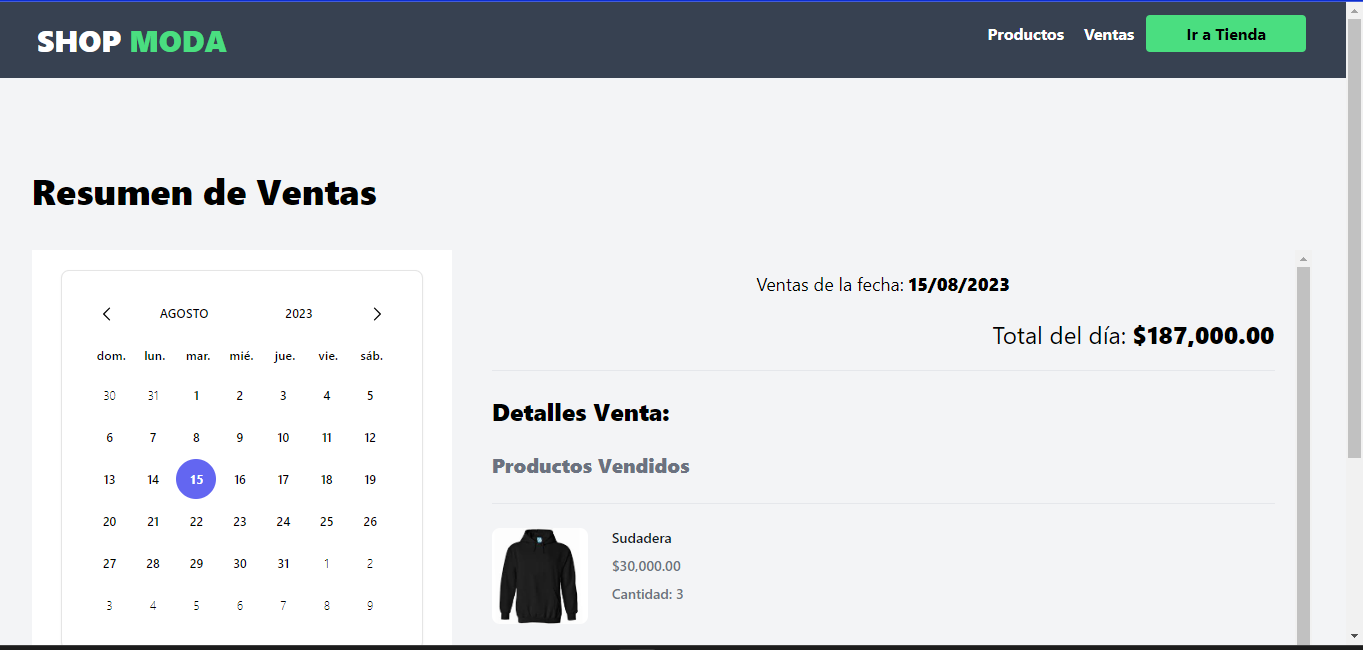 SHOP MODA
Productos Ventas Ir a Tienda
Resumen de Ventas
AGOSTO 2023
dom. lun. mar. mié. jue. vie. sáb.
30 31 1 2 3 4 5
6 7 8 9 10 11 12
13 14 15 16 17 18 19
20 21 22 23 24 25 26
27 28 29 30 31 1 2
3 4 5 6 7 8 9
Ventas de la fecha: 15/08/2023
Total del día: $187,000.00
Detalles Venta:
Productos Vendidos
Sudadera
$30,000.00
Cantidad: 3